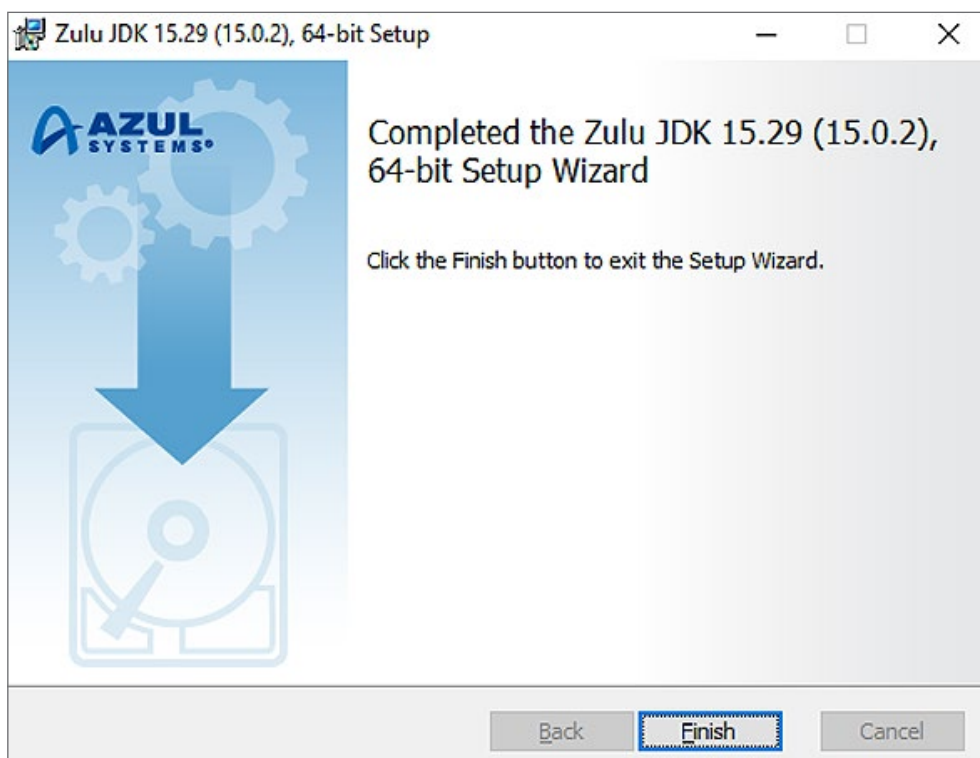 Zulu JDK 15.29 (15.0.2), 64-bit Setup
AZUL
SYSTEMS®
Completed the Zulu JDK 15.29 (15.0.2),
64-bit Setup Wizard
Click the Finish button to exit the Setup Wizard.
Back Finish Cancel